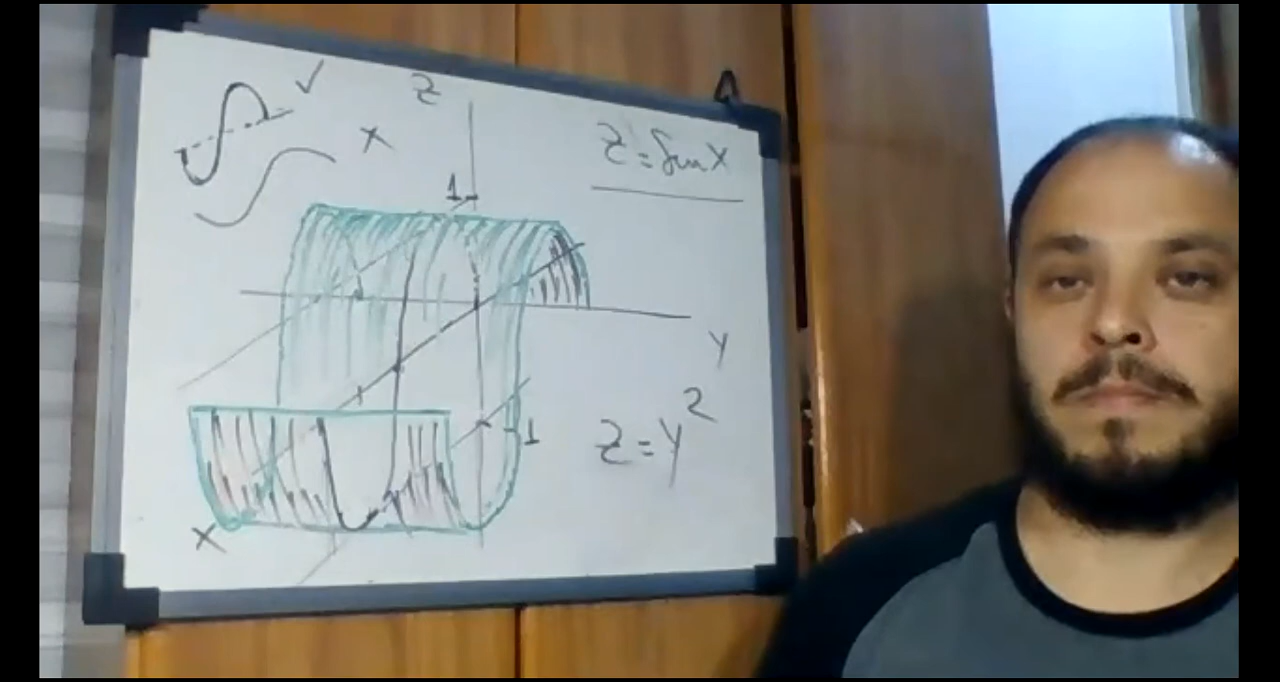 ✓
X
Z
1
Z=Sen X
Y
1
Z=Y²
X